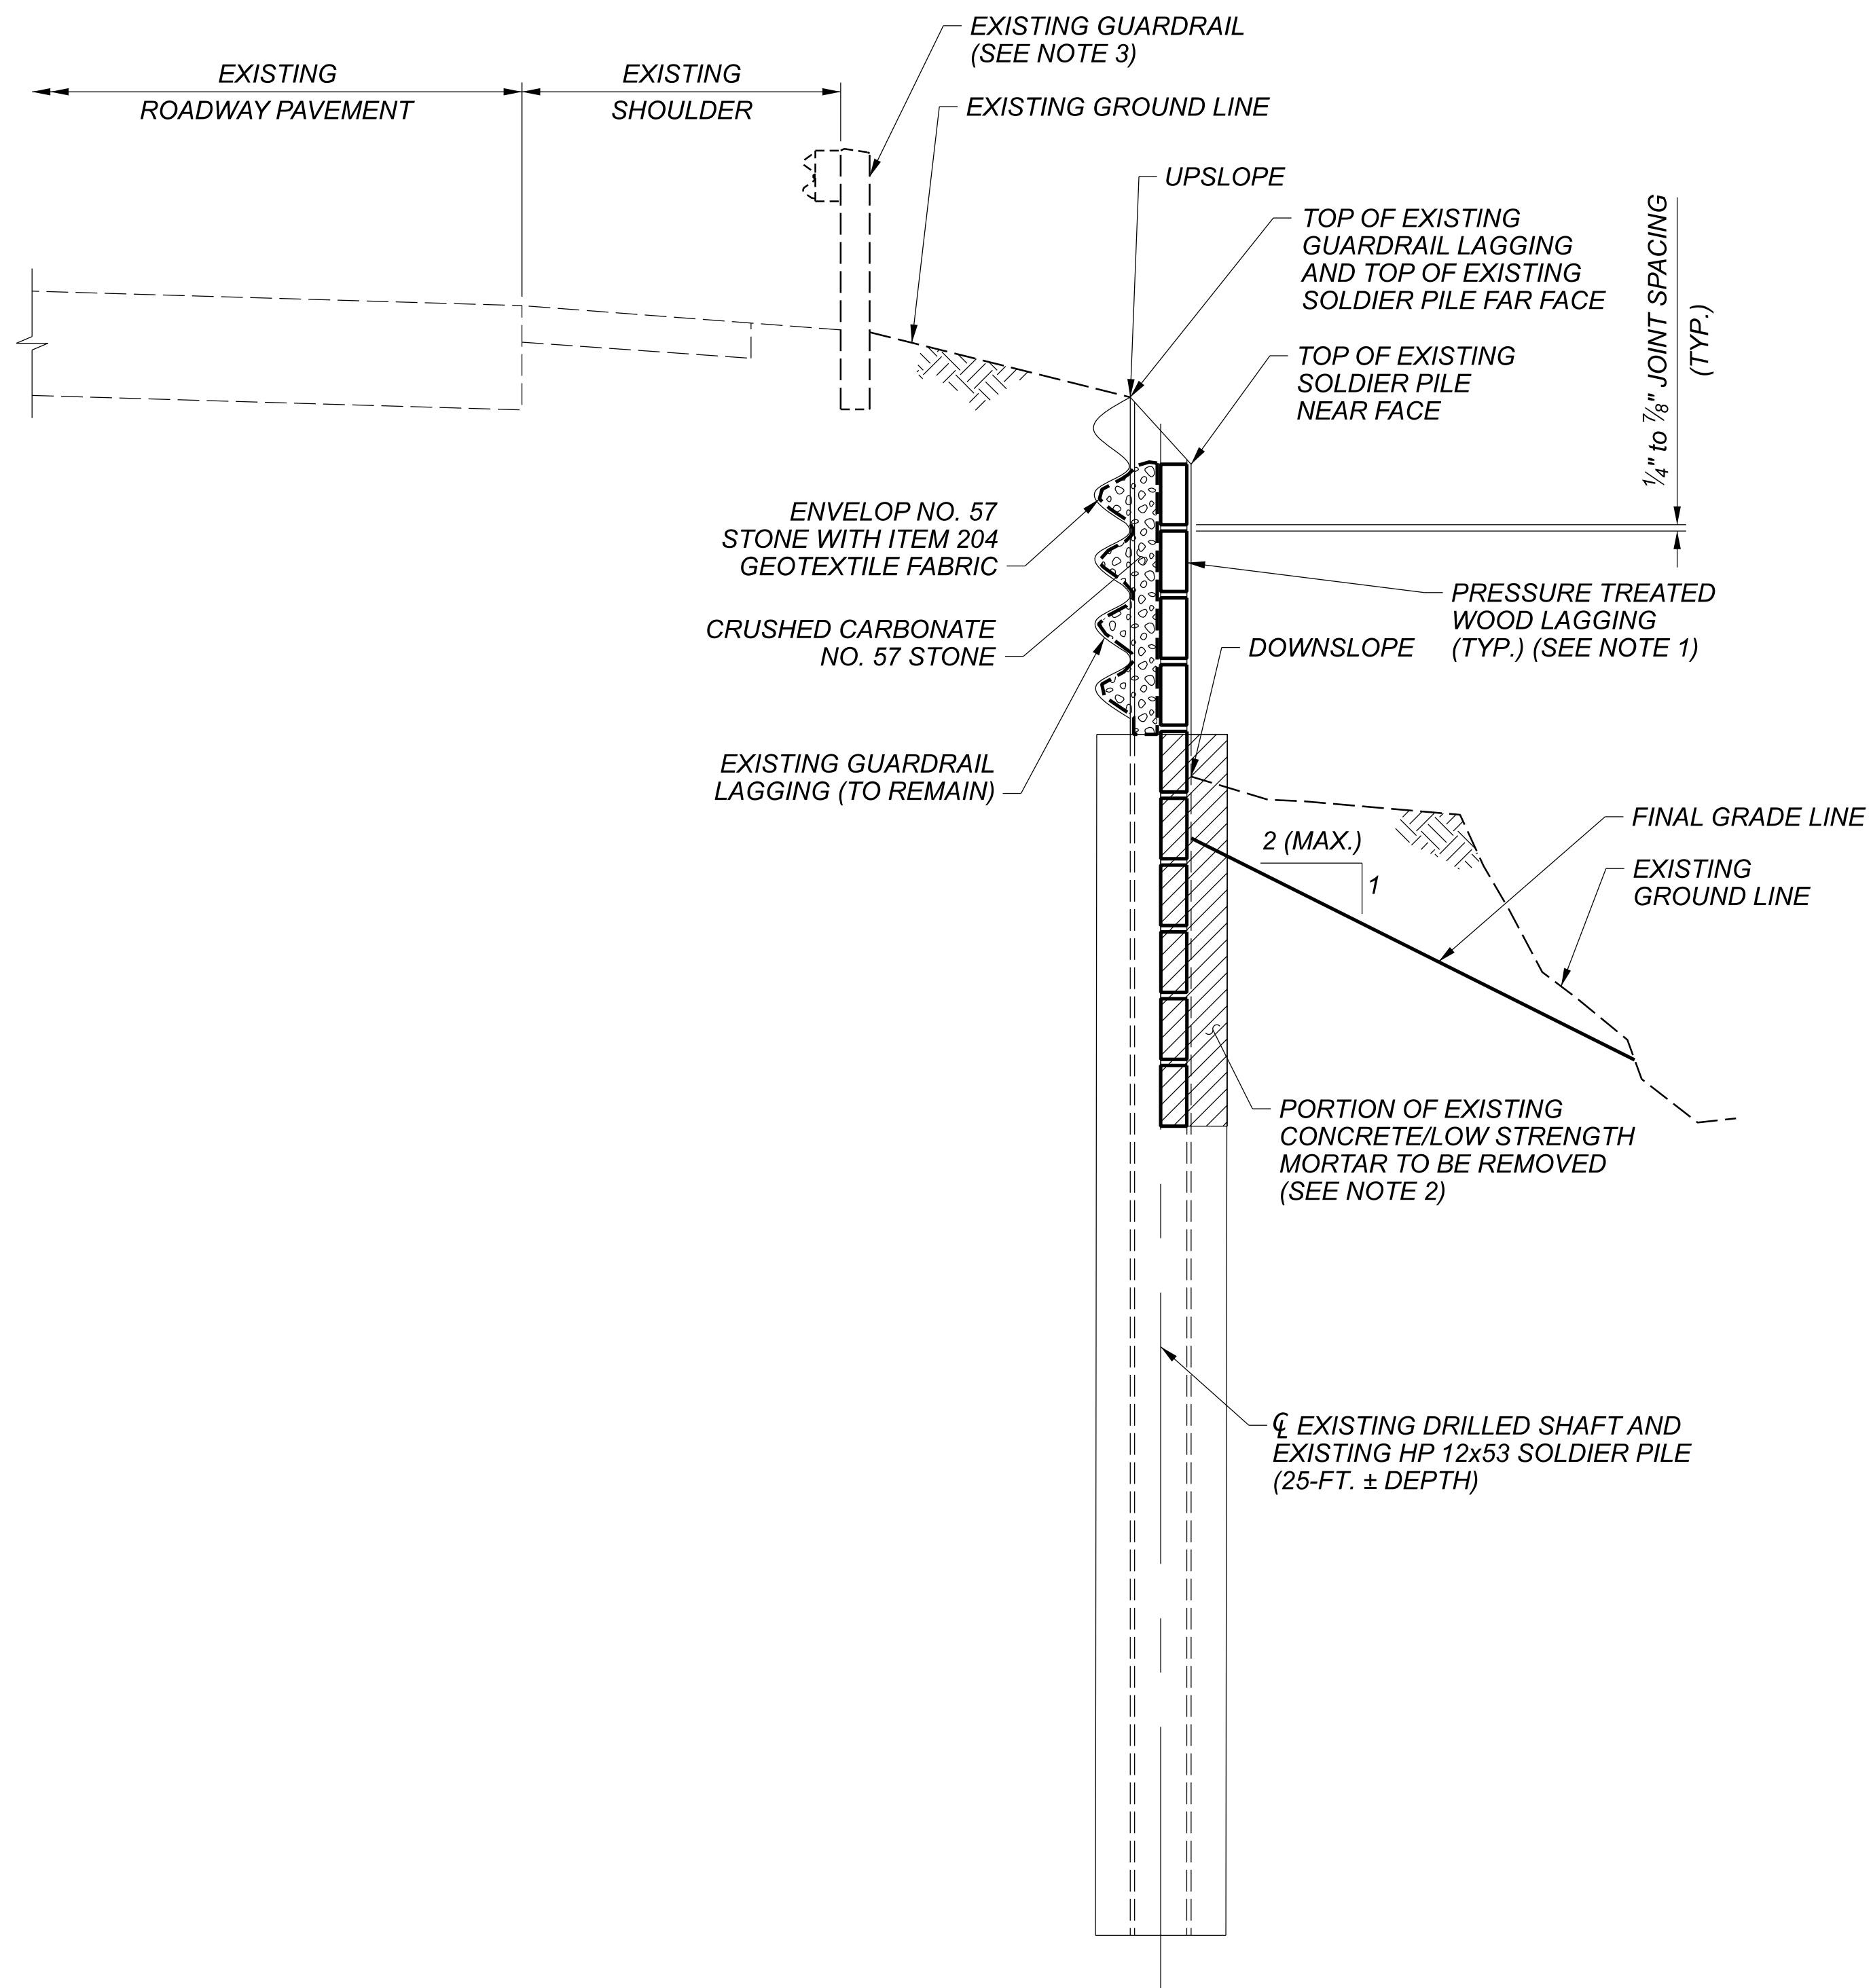 EXISTING GUARDRAIL
(SEE NOTE 3)
EXISTING
ROADWAY PAVEMENT
EXISTING
SHOULDER
EXISTING GROUND LINE
UPSLOPE
TOP OF EXISTING
GUARDRAIL LAGGING
AND TOP OF EXISTING
SOLDIER PILE FAR FACE
1/4" to 7/8" JOINT SPACING
(TYP.)
TOP OF EXISTING
SOLDIER PILE
NEAR FACE
ENVELOP NO. 57
STONE WITH ITEM 204
GEOTEXTILE FABRIC
PRESSURE TREATED
WOOD LAGGING
(TYP.) (SEE NOTE 1)
CRUSHED CARBONATE
NO. 57 STONE
DOWNSLOPE
EXISTING GUARDRAIL
LAGGING (TO REMAIN)
FINAL GRADE LINE
2 (MAX.)
1
EXISTING
GROUND LINE
PORTION OF EXISTING
CONCRETE/LOW STRENGTH
MORTAR TO BE REMOVED
(SEE NOTE 2)
℄ EXISTING DRILLED SHAFT AND
EXISTING HP 12x53 SOLDIER PILE
(25-FT. ± DEPTH)